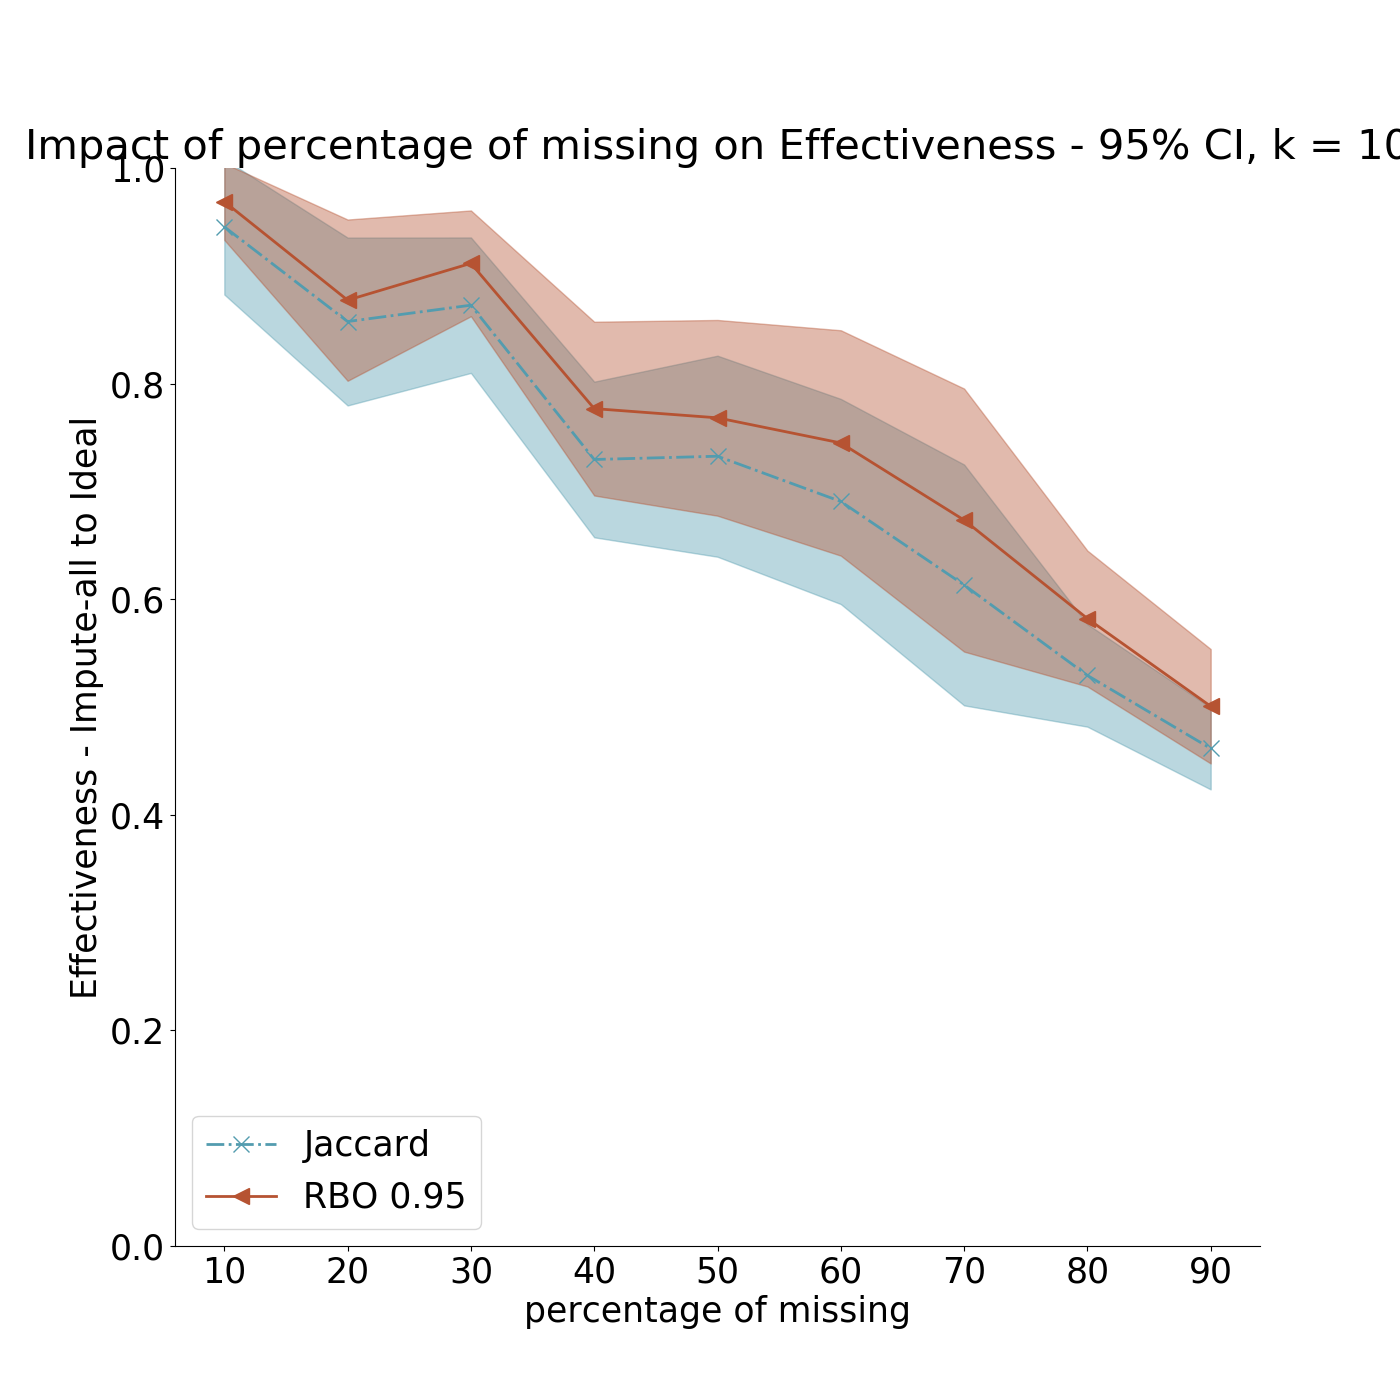 Impact of percentage of missing on Effectiveness - 95% CI, k = 10
1.0
0.8
0.6
0.4
0.2
0.0
Effectiveness - Impute-all to Ideal
Jaccard
RBO 0.95
10 20 30 40 50 60 70 80 90
percentage of missing